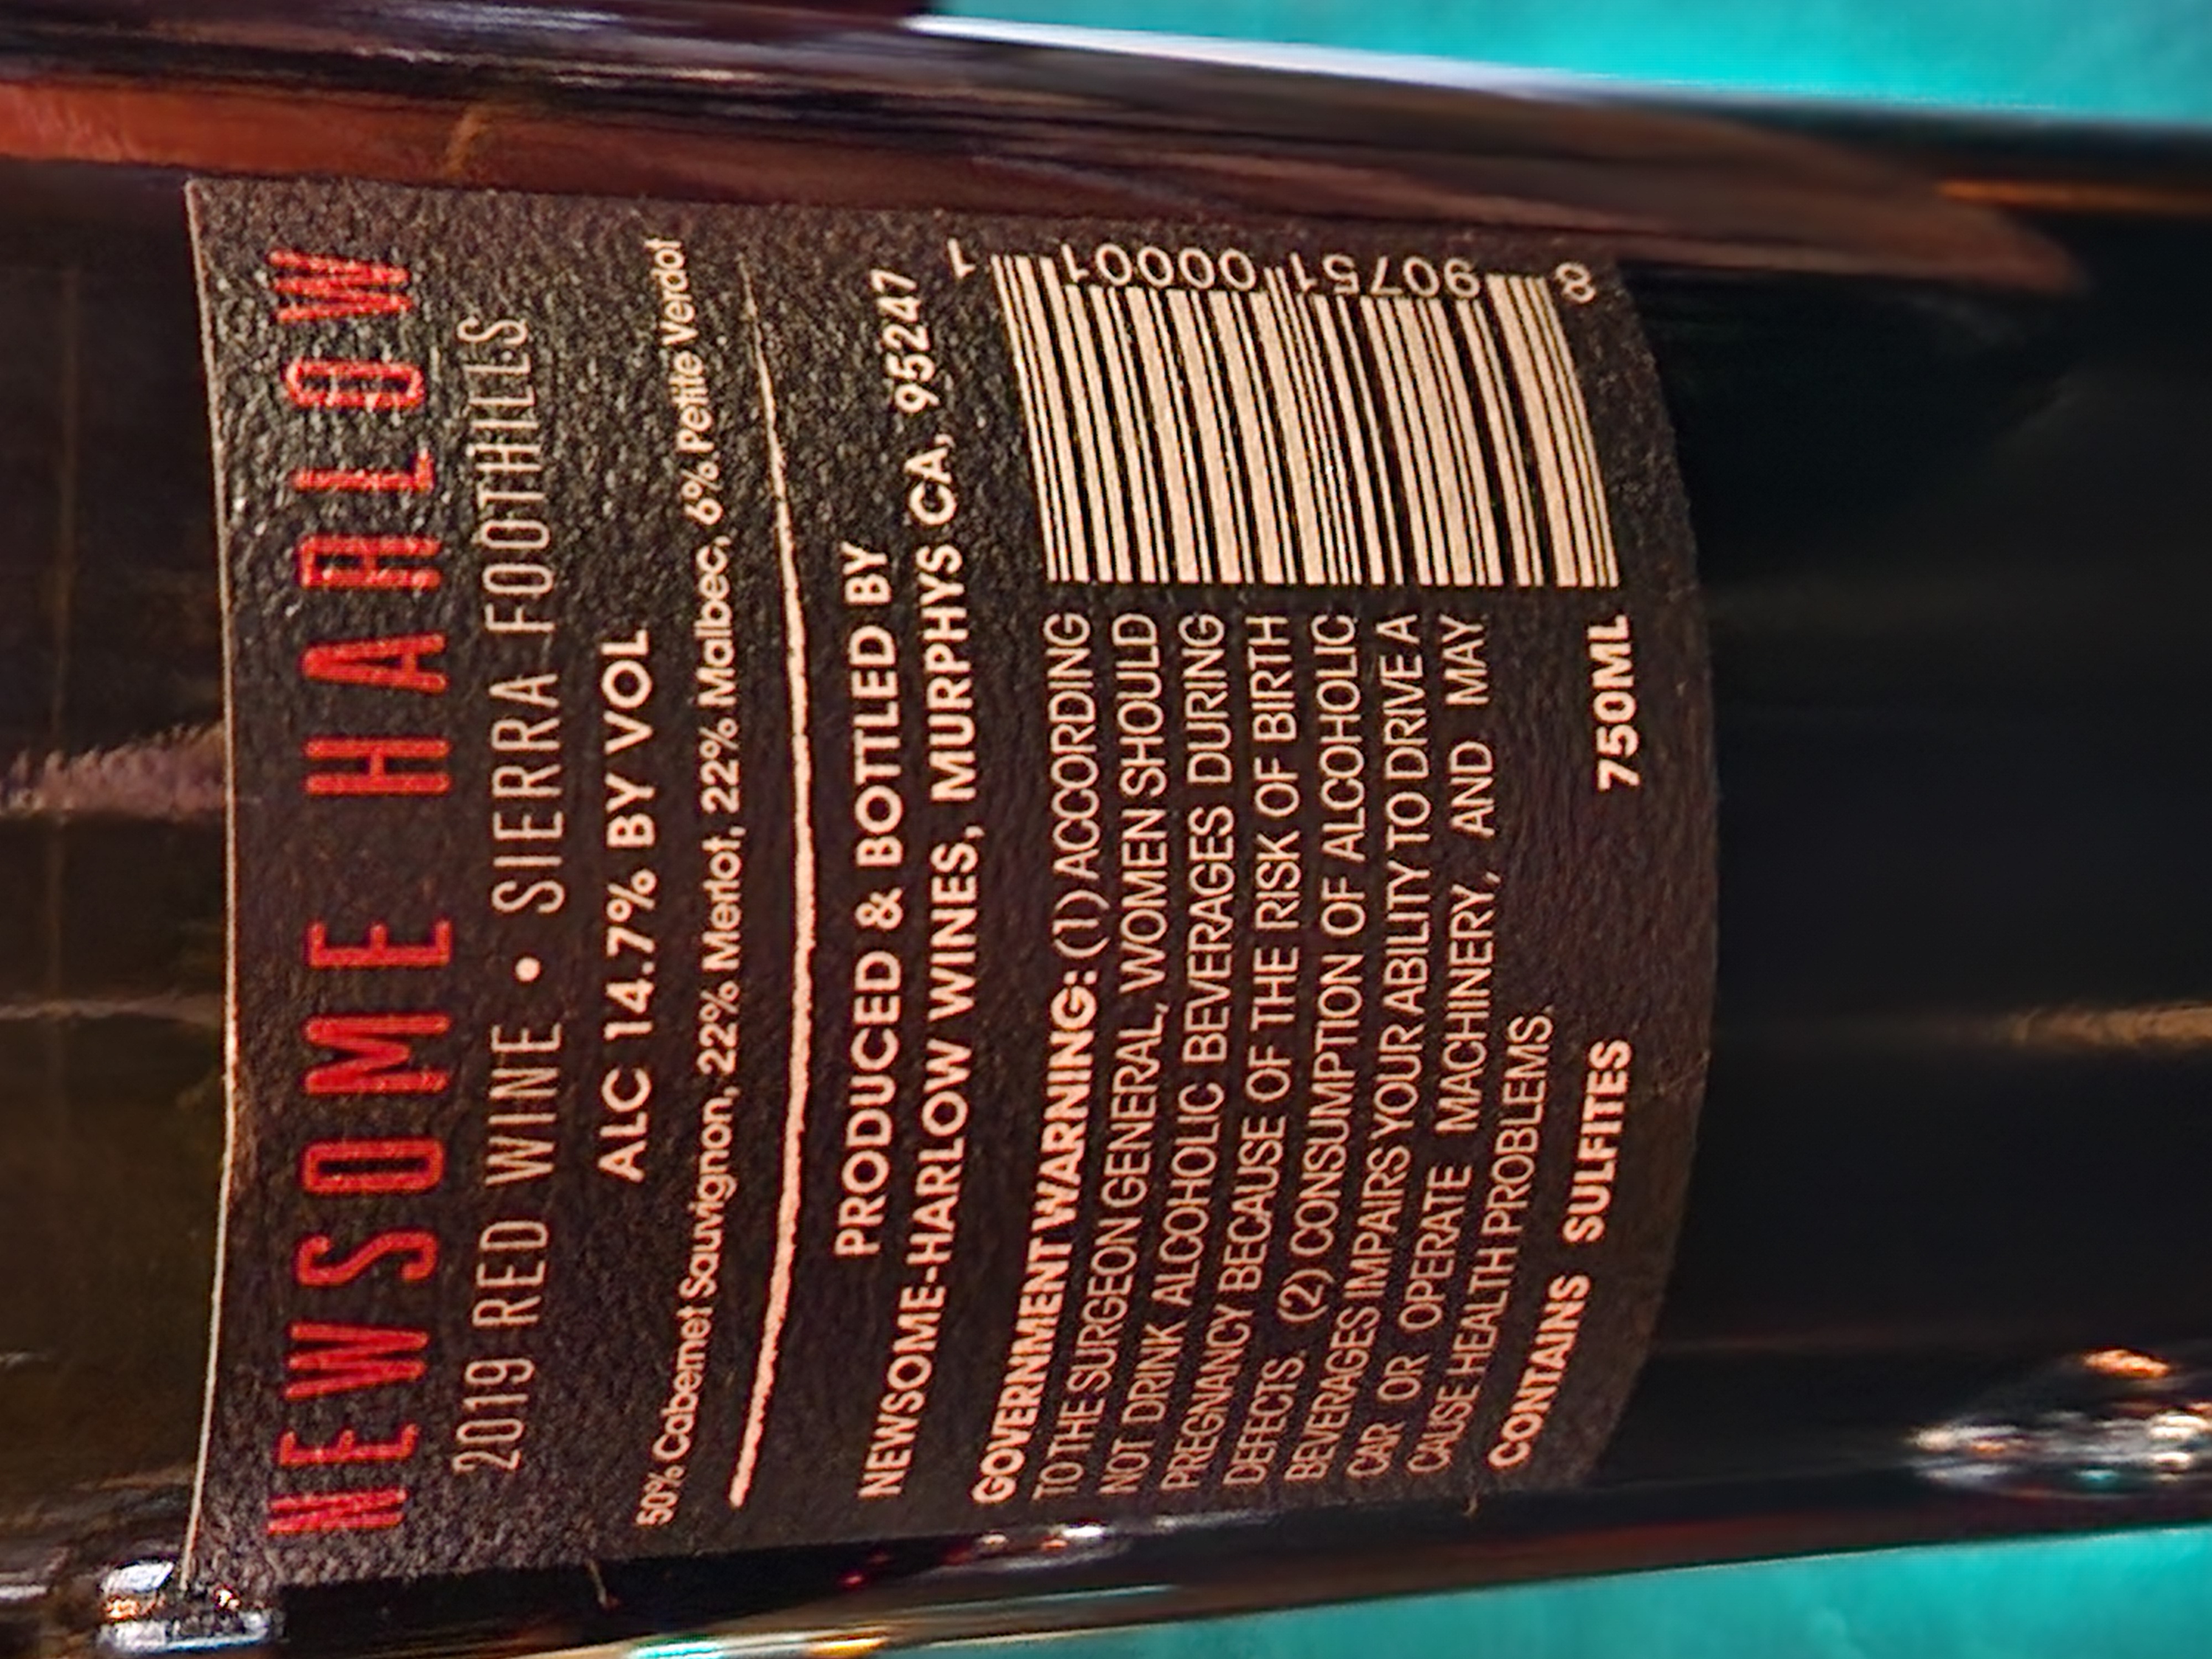 NEWSOME HARLOW
2019 RED WINE • SIERRA FOOTHILLS
ALC 14.7% BY VOL
50% Cabernet Sauvignon, 22% Merlot, 22% Malbec, 6% Petite Verdot
PRODUCED & BOTTLED BY
NEWSOME-HARLOW WINES, MURPHYS CA, 95247
GOVERNMENT WARNING: (1) ACCORDING
TO THE SURGEON GENERAL, WOMEN SHOULD
NOT DRINK ALCOHOLIC BEVERAGES DURING
PREGNANCY BECAUSE OF THE RISK OF BIRTH
DEFECTS. (2) CONSUMPTION OF ALCOHOLIC
BEVERAGES IMPAIRS YOUR ABILITY TO DRIVE A
CAR OR OPERATE MACHINERY, AND MAY
CAUSE HEALTH PROBLEMS.
CONTAINS SULFITES 750ML
8 90751 00001 1